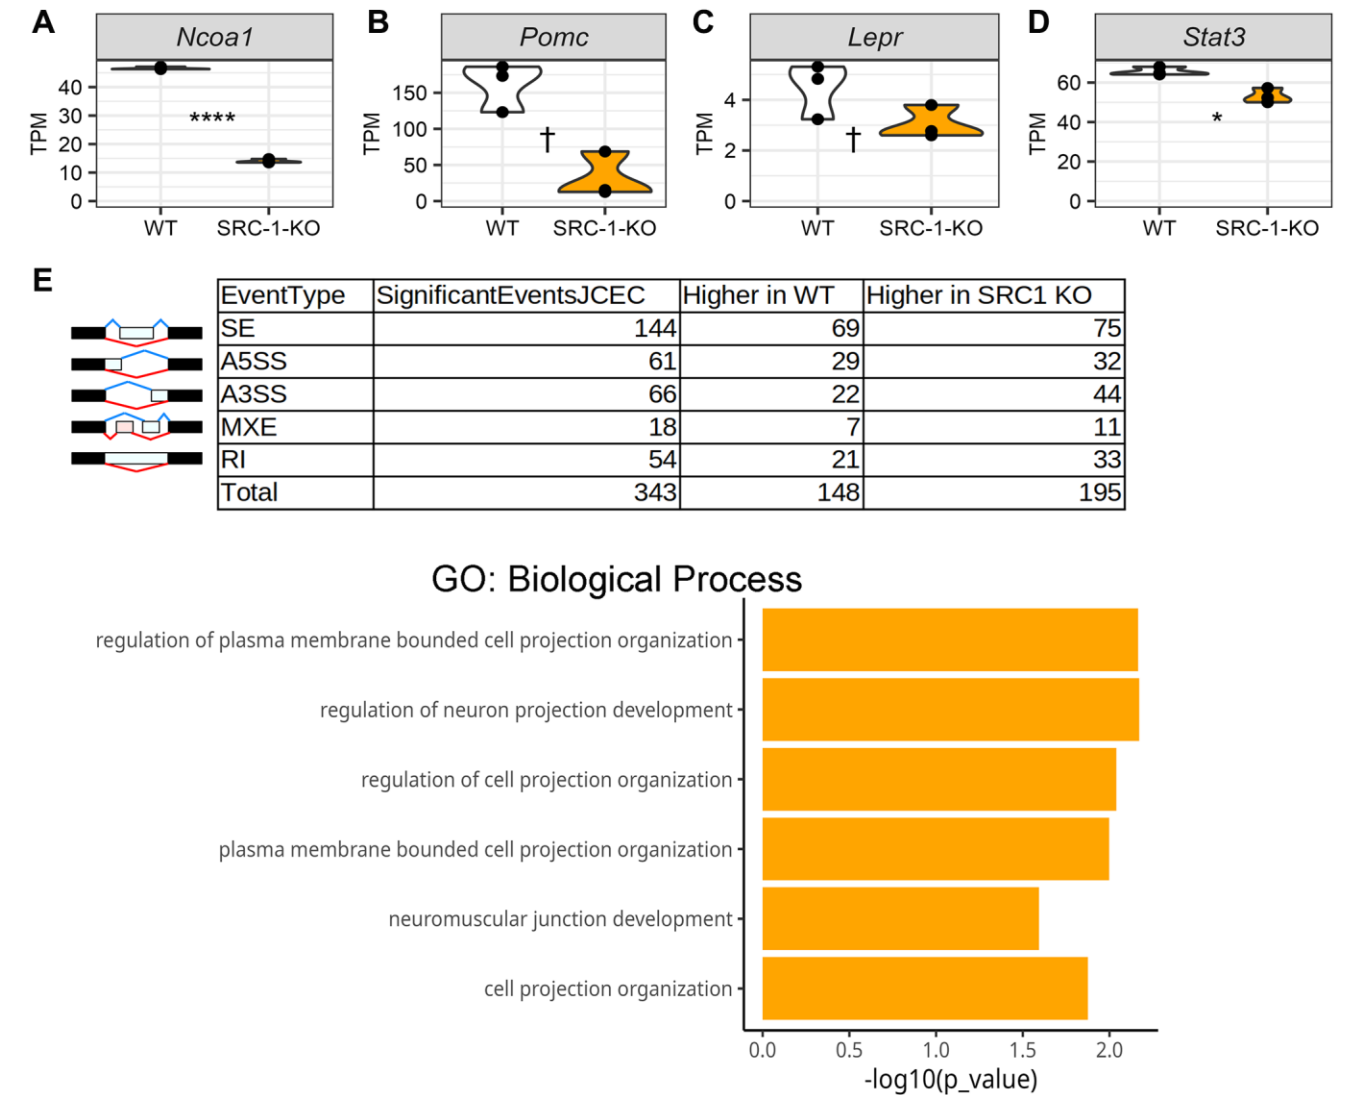 A
Ncoa1
TPM
40
30
20
10
0
****
WT
SRC-1-KO
B
Pomc
TPM
150
100
50
0
†
WT
SRC-1-KO
C
Lepr
TPM
4
2
0
†
WT
SRC-1-KO
D
Stat3
TPM
60
40
20
0
*
WT
SRC-1-KO
E
EventType SignificantEventsJCEC Higher in WT Higher in SRC1 KO
SE 144 69 75
A5SS 61 29 32
A3SS 66 22 44
MXE 18 7 11
RI 54 21 33
Total 343 148 195
GO: Biological Process
regulation of plasma membrane bounded cell projection organization
regulation of neuron projection development
regulation of cell projection organization
plasma membrane bounded cell projection organization
neuromuscular junction development
cell projection organization
0.0 0.5 1.0 1.5 2.0
-log10(p_value)